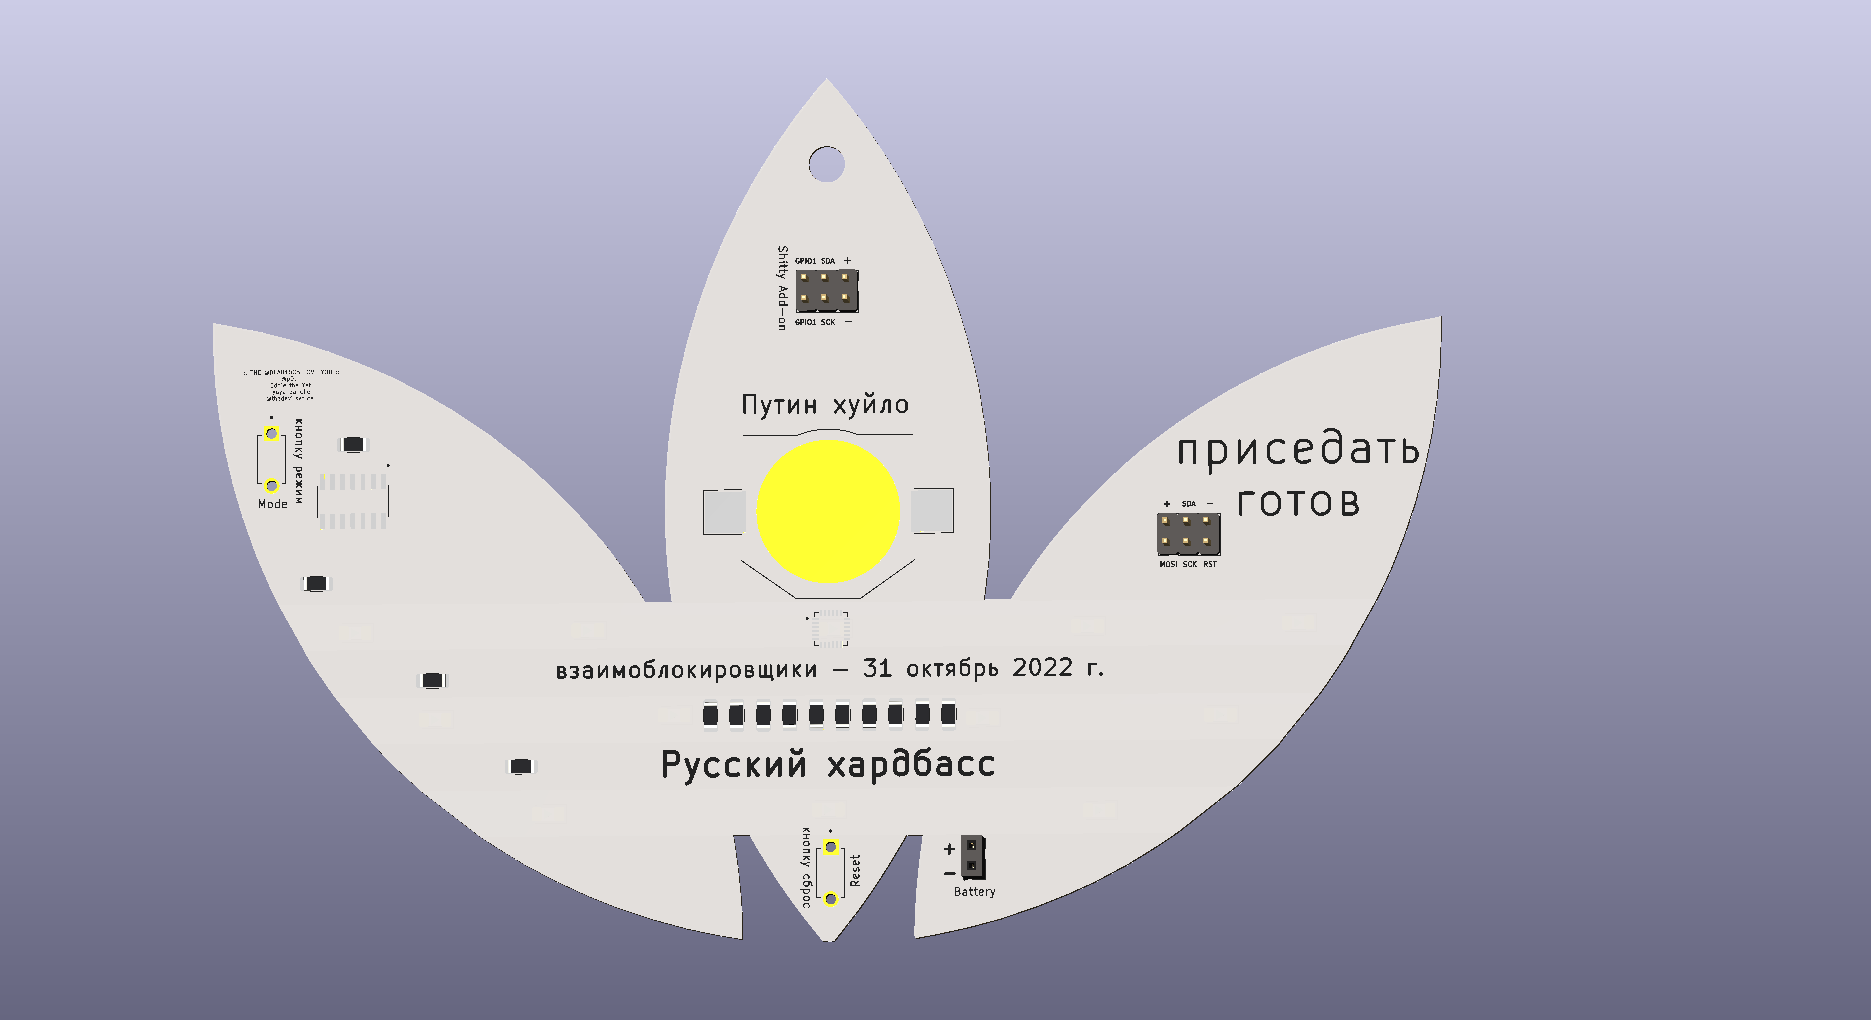 Shitty Add-on
GPIO1 SDA +
GPIO1 SCK −
Путин хуйло
кнопку режим
Mode
приседать
готов
+ SDA −
MOSI SCK RST
взаимоблокировщики – 31 октябрь 2022 г.
Русский хардбасс
кнопку сброс
Reset
+
−
Battery